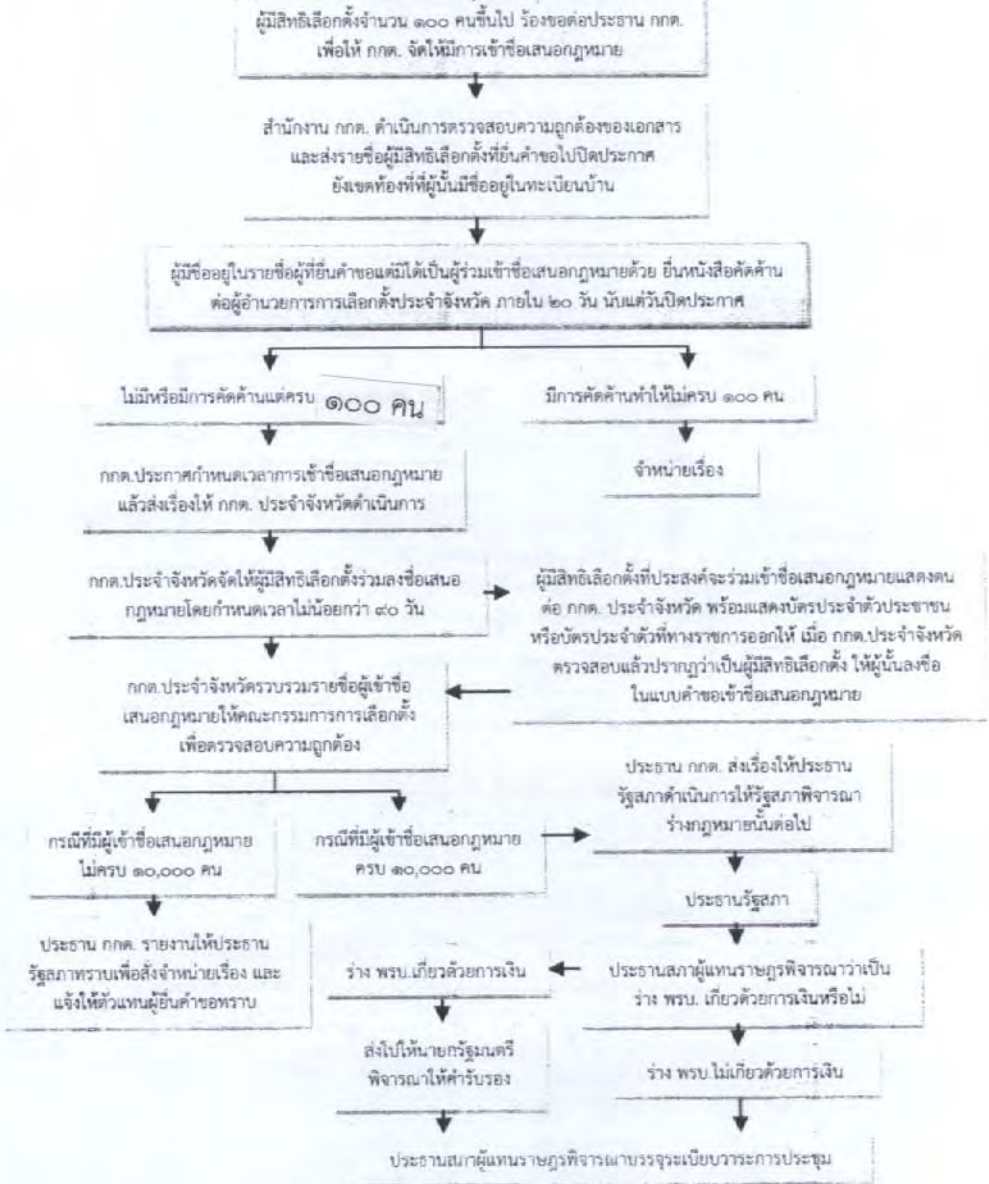 ผู้มีสิทธิเลือกตั้งจำนวน ๑๐๐ คนขึ้นไป ร้องขอต่อประธาน กกต.
เพื่อให้ กกต. จัดให้มีการเข้าชื่อเสนอกฎหมาย
สำนักงาน กกต. ดำเนินการตรวจสอบความถูกต้องของเอกสาร
และส่งรายชื่อผู้มีสิทธิเลือกตั้งที่ยื่นคำขอไปปิดประกาศ
ยังเขตท้องที่ที่ผู้นั้นมีชื่ออยู่ในทะเบียนบ้าน
ผู้มีชื่ออยู่ในรายชื่อผู้ที่ยื่นคำขอแต่มิได้เป็นผู้ร่วมเข้าชื่อเสนอกฎหมายด้วย ยื่นหนังสือคัดค้าน
ต่อผู้อำนวยการการเลือกตั้งประจำจังหวัด ภายใน ๒๐ วัน นับแต่วันปิดประกาศ
ไม่มีหรือมีการคัดค้านแต่ครบ ๑๐๐ คน
มีการคัดค้านทำให้ไม่ครบ ๑๐๐ คน
กกต.ประกาศกำหนดเวลาการเข้าชื่อเสนอกฎหมาย
แล้วส่งเรื่องให้ กกต. ประจำจังหวัดดำเนินการ
จำหน่ายเรื่อง
กกต.ประจำจังหวัดจัดให้ผู้มีสิทธิเลือกตั้งร่วมลงชื่อเสนอ
กฎหมายโดยกำหนดเวลาไม่น้อยกว่า ๙๐ วัน
ผู้มีสิทธิเลือกตั้งที่ประสงค์จะร่วมเข้าชื่อเสนอกฎหมายแสดงตน
ต่อ กกต. ประจำจังหวัด พร้อมแสดงบัตรประจำตัวประชาชน
หรือบัตรประจำตัวที่ทางราชการออกให้ เมื่อ กกต.ประจำจังหวัด
ตรวจสอบแล้วปรากฏว่าเป็นผู้มีสิทธิเลือกตั้ง ให้ผู้นั้นลงชื่อ
ในแบบคำขอเข้าชื่อเสนอกฎหมาย
กกต.ประจำจังหวัดรวบรวมรายชื่อผู้เข้าชื่อ
เสนอกฎหมายให้คณะกรรมการการเลือกตั้ง
เพื่อตรวจสอบความถูกต้อง
ประธาน กกต. ส่งเรื่องให้ประธาน
รัฐสภาดำเนินการให้รัฐสภาพิจารณา
ร่างกฎหมายนั้นต่อไป
กรณีที่มีผู้เข้าชื่อเสนอกฎหมาย
ไม่ครบ ๑๐,๐๐๐ คน
กรณีที่มีผู้เข้าชื่อเสนอกฎหมาย
ครบ ๑๐,๐๐๐ คน
ประธานรัฐสภา
ประธาน กกต. รายงานให้ประธาน
รัฐสภาทราบเพื่อสั่งจำหน่ายเรื่อง และ
แจ้งให้ตัวแทนผู้ยื่นคำขอทราบ
ร่าง พรบ.เกี่ยวด้วยการเงิน
ประธานสภาผู้แทนราษฎรพิจารณาว่าเป็น
ร่าง พรบ. เกี่ยวด้วยการเงินหรือไม่
ส่งไปให้นายกรัฐมนตรี
พิจารณาให้คำรับรอง
ร่าง พรบ.ไม่เกี่ยวด้วยการเงิน
ประธานสภาผู้แทนราษฎรพิจารณาบรรจุระเบียบวาระการประชุม